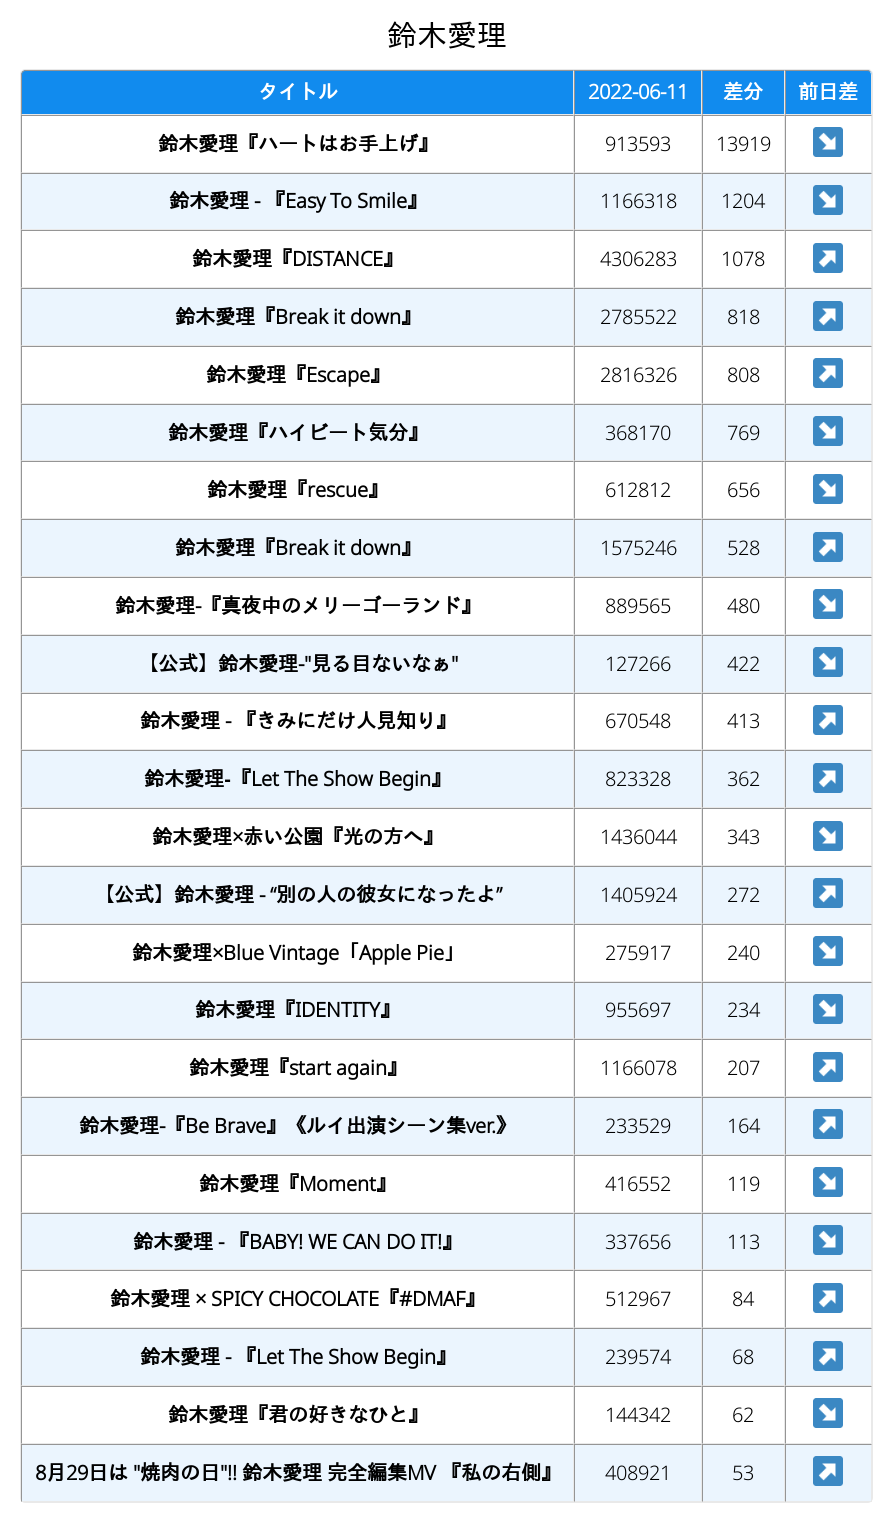 鈴木愛理
タイトル 2022-06-11 差分 前日差
鈴木愛理『ハートはお手上げ』 913593 13919 ↘
鈴木愛理 - 『Easy To Smile』 1166318 1204 ↘
鈴木愛理『DISTANCE』 4306283 1078 ↗
鈴木愛理『Break it down』 2785522 818 ↗
鈴木愛理『Escape』 2816326 808 ↗
鈴木愛理『ハイビート気分』 368170 769 ↘
鈴木愛理『rescue』 612812 656 ↘
鈴木愛理『Break it down』 1575246 528 ↗
鈴木愛理-『真夜中のメリーゴーランド』 889565 480 ↘
【公式】鈴木愛理-"見る目ないなぁ" 127266 422 ↘
鈴木愛理 - 『きみにだけ人見知り』 670548 413 ↗
鈴木愛理-『Let The Show Begin』 823328 362 ↗
鈴木愛理×赤い公園『光の方へ』 1436044 343 ↘
【公式】鈴木愛理 - “別の人の彼女になったよ” 1405924 272 ↗
鈴木愛理×Blue Vintage「Apple Pie」 275917 240 ↘
鈴木愛理『IDENTITY』 955697 234 ↘
鈴木愛理『start again』 1166078 207 ↗
鈴木愛理-『Be Brave』《ルイ出演シーン集ver.》 233529 164 ↗
鈴木愛理『Moment』 416552 119 ↘
鈴木愛理 - 『BABY! WE CAN DO IT!』 337656 113 ↘
鈴木愛理 × SPICY CHOCOLATE『#DMAF』 512967 84 ↗
鈴木愛理 - 『Let The Show Begin』 239574 68 ↗
鈴木愛理『君の好きなひと』 144342 62 ↘
8月29日は "焼肉の日"!! 鈴木愛理 完全編集MV 『私の右側』 408921 53 ↗